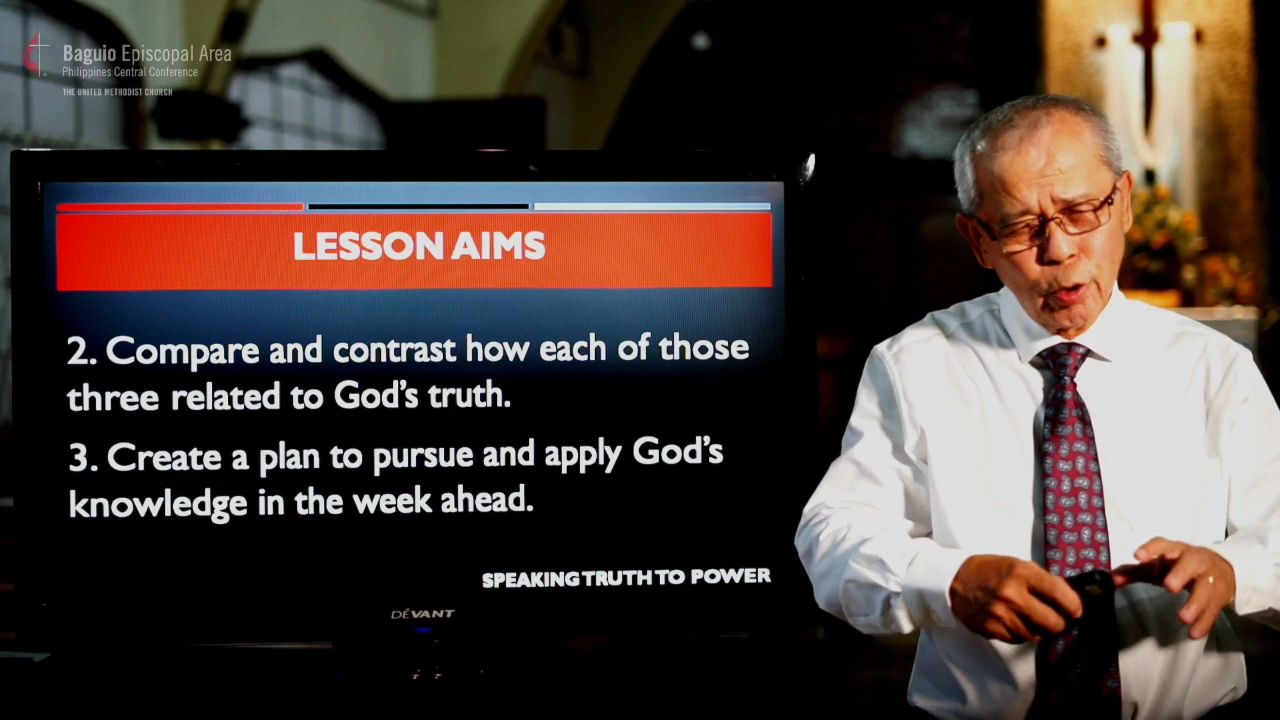 Baguio Episcopal Area
Philippines Central Conference
THE UNITED METHODIST CHURCH
LESSON AIMS
2. Compare and contrast how each of those
three related to God's truth.
3. Create a plan to pursue and apply God's
knowledge in the week ahead.
SPEAKING TRUTH TO POWER
DĒVANT